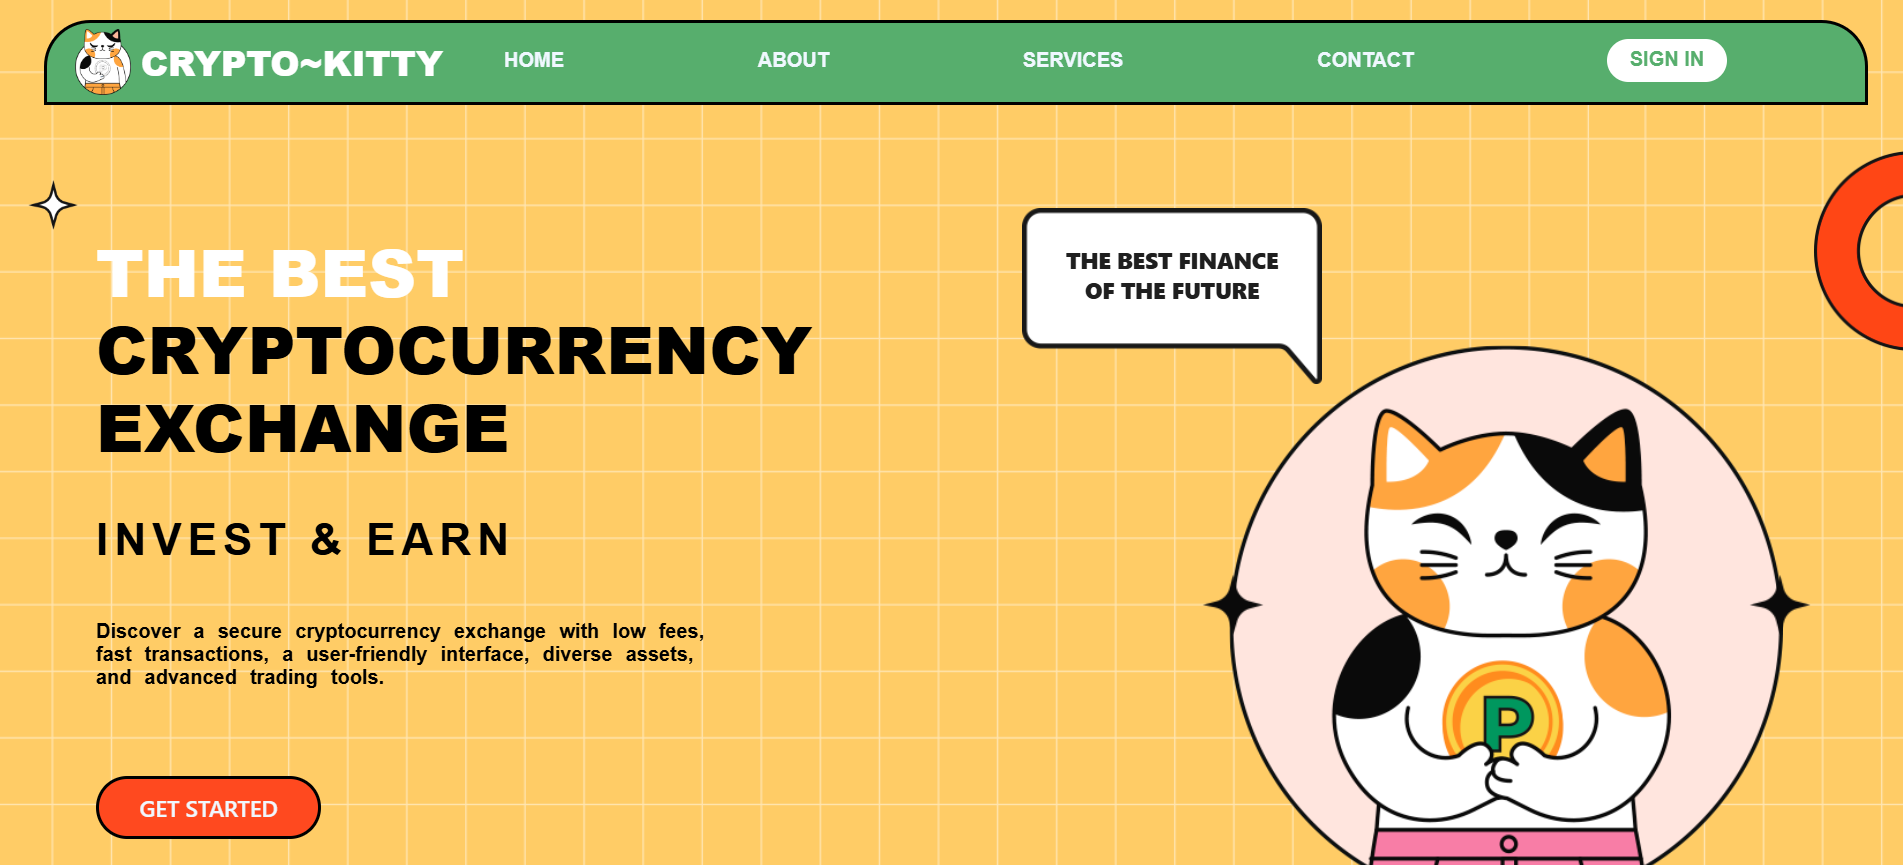 CRYPTO~KITTY
HOME
ABOUT
SERVICES
CONTACT
SIGN IN
THE BEST
CRYPTOCURRENCY
EXCHANGE
INVEST & EARN
Discover a secure cryptocurrency exchange with low fees,
fast transactions, a user-friendly interface, diverse assets,
and advanced trading tools.
GET STARTED
THE BEST FINANCE
OF THE FUTURE
P